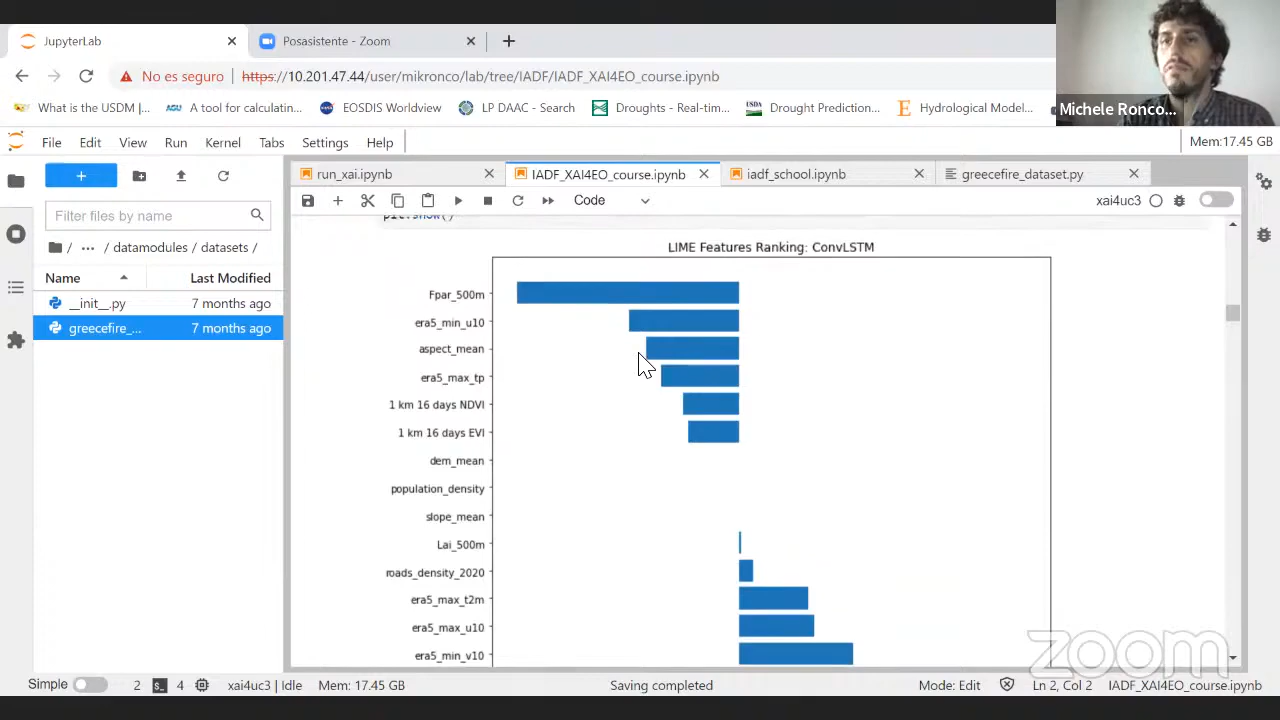 JupyterLab
Posasistente - Zoom
No es seguro
https://10.201.47.44/user/mikronco/lab/tree/IADF/IADF_XAI4EO_course.ipynb
What is the USDM |...
AGU
A tool for calculatin...
EOSDIS Worldview
LP DAAC - Search
Droughts - Real-tim...
USDA
Drought Prediction...
Hydrological Model...
Michele Ronco...
File Edit View Run Kernel Tabs Settings Help
Mem:17.45 GB
run_xai.ipynb
IADF_XAI4EO_course.ipynb
iadf_school.ipynb
greecefire_dataset.py
Code
xai4uc3
Filter files by name
/ ··· / datamodules / datasets /
Name
Last Modified
__init__.py
7 months ago
greecefire_...
7 months ago
plt.show()
LIME Features Ranking: ConvLSTM
Fpar_500m
era5_min_u10
aspect_mean
era5_max_tp
1 km 16 days NDVI
1 km 16 days EVI
dem_mean
population_density
slope_mean
Lai_500m
roads_density_2020
era5_max_t2m
era5_max_u10
era5_min_v10
zoom
Simple
2
4
xai4uc3 | Idle
Mem: 17.45 GB
Saving completed
Mode: Edit
Ln 2, Col 2
IADF_XAI4EO_course.ipynb